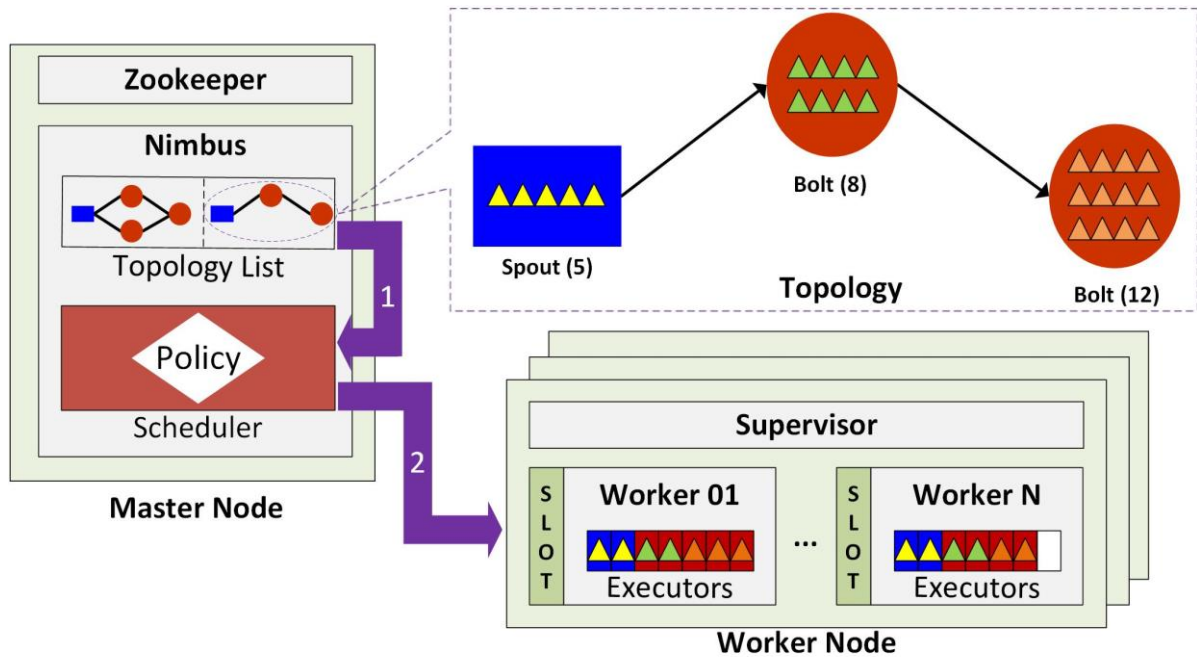 Zookeeper
Nimbus
Topology List
1
Policy
Scheduler
2
Master Node
Spout (5)
Bolt (8)
Bolt (12)
Topology
Supervisor
SLOT
Worker 01
Executors
...
SLOT
Worker N
Executors
Worker Node